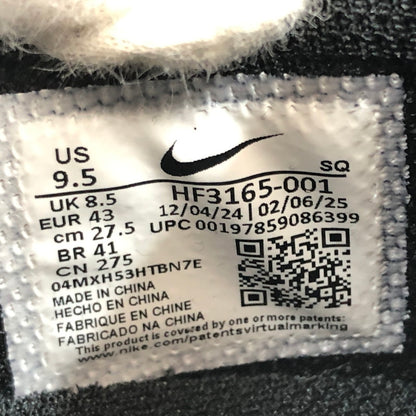 US
9.5
SQ
UK 8.5
HF3165-001
EUR 43
12/04/24 | 02/06/25
cm 27.5
UPC 00197859086399
BR 41
CN 275
04MXH53HTBN7E
MADE IN CHINA
HECHO EN CHINA
FABRIQUE EN CHINE
FABRICADO NA CHINA
This product is covered by one or more patents:
www.nike.com/patentsvirtualmarking